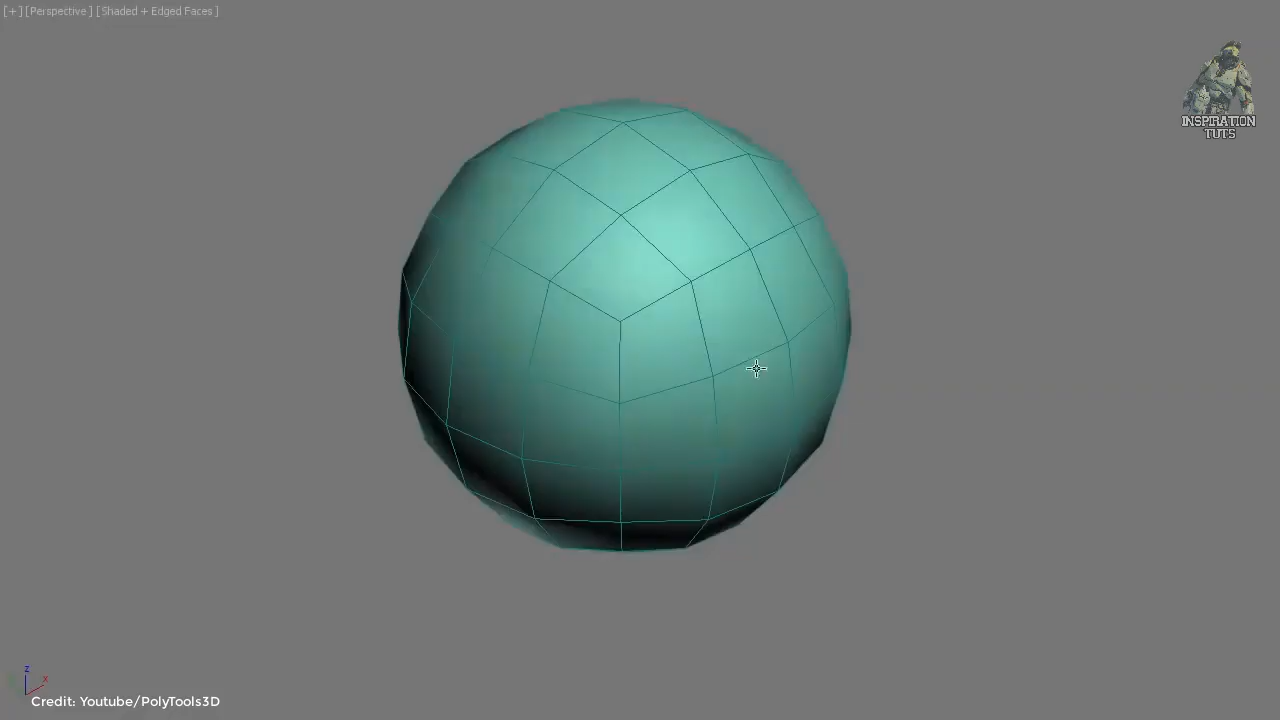 [+] [Perspective] [Shaded + Edged Faces]
INSPIRATION
TUTS
z
x
Credit: Youtube/PolyTools3D